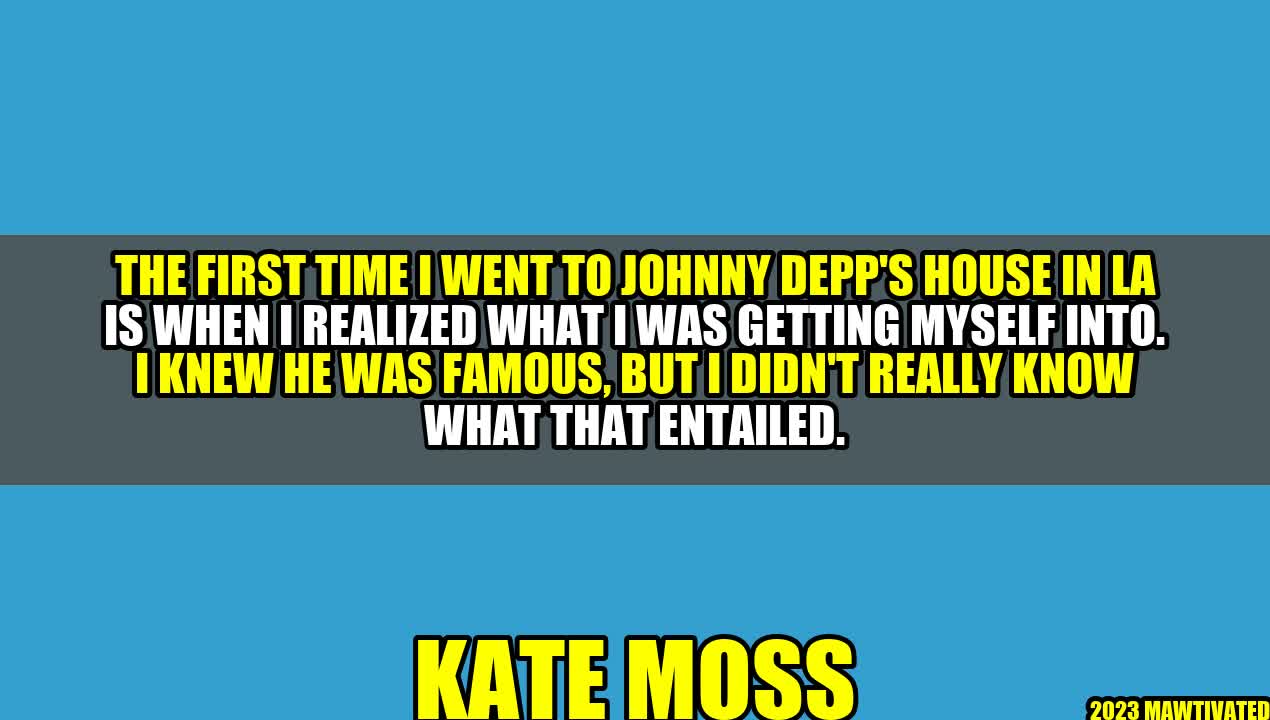 THE FIRST TIME I WENT TO JOHNNY DEPP'S HOUSE IN LA
IS WHEN I REALIZED WHAT I WAS GETTING MYSELF INTO.
I KNEW HE WAS FAMOUS, BUT I DIDN'T REALLY KNOW
WHAT THAT ENTAILED.
KATE MOSS
2023 MAWTIVATED